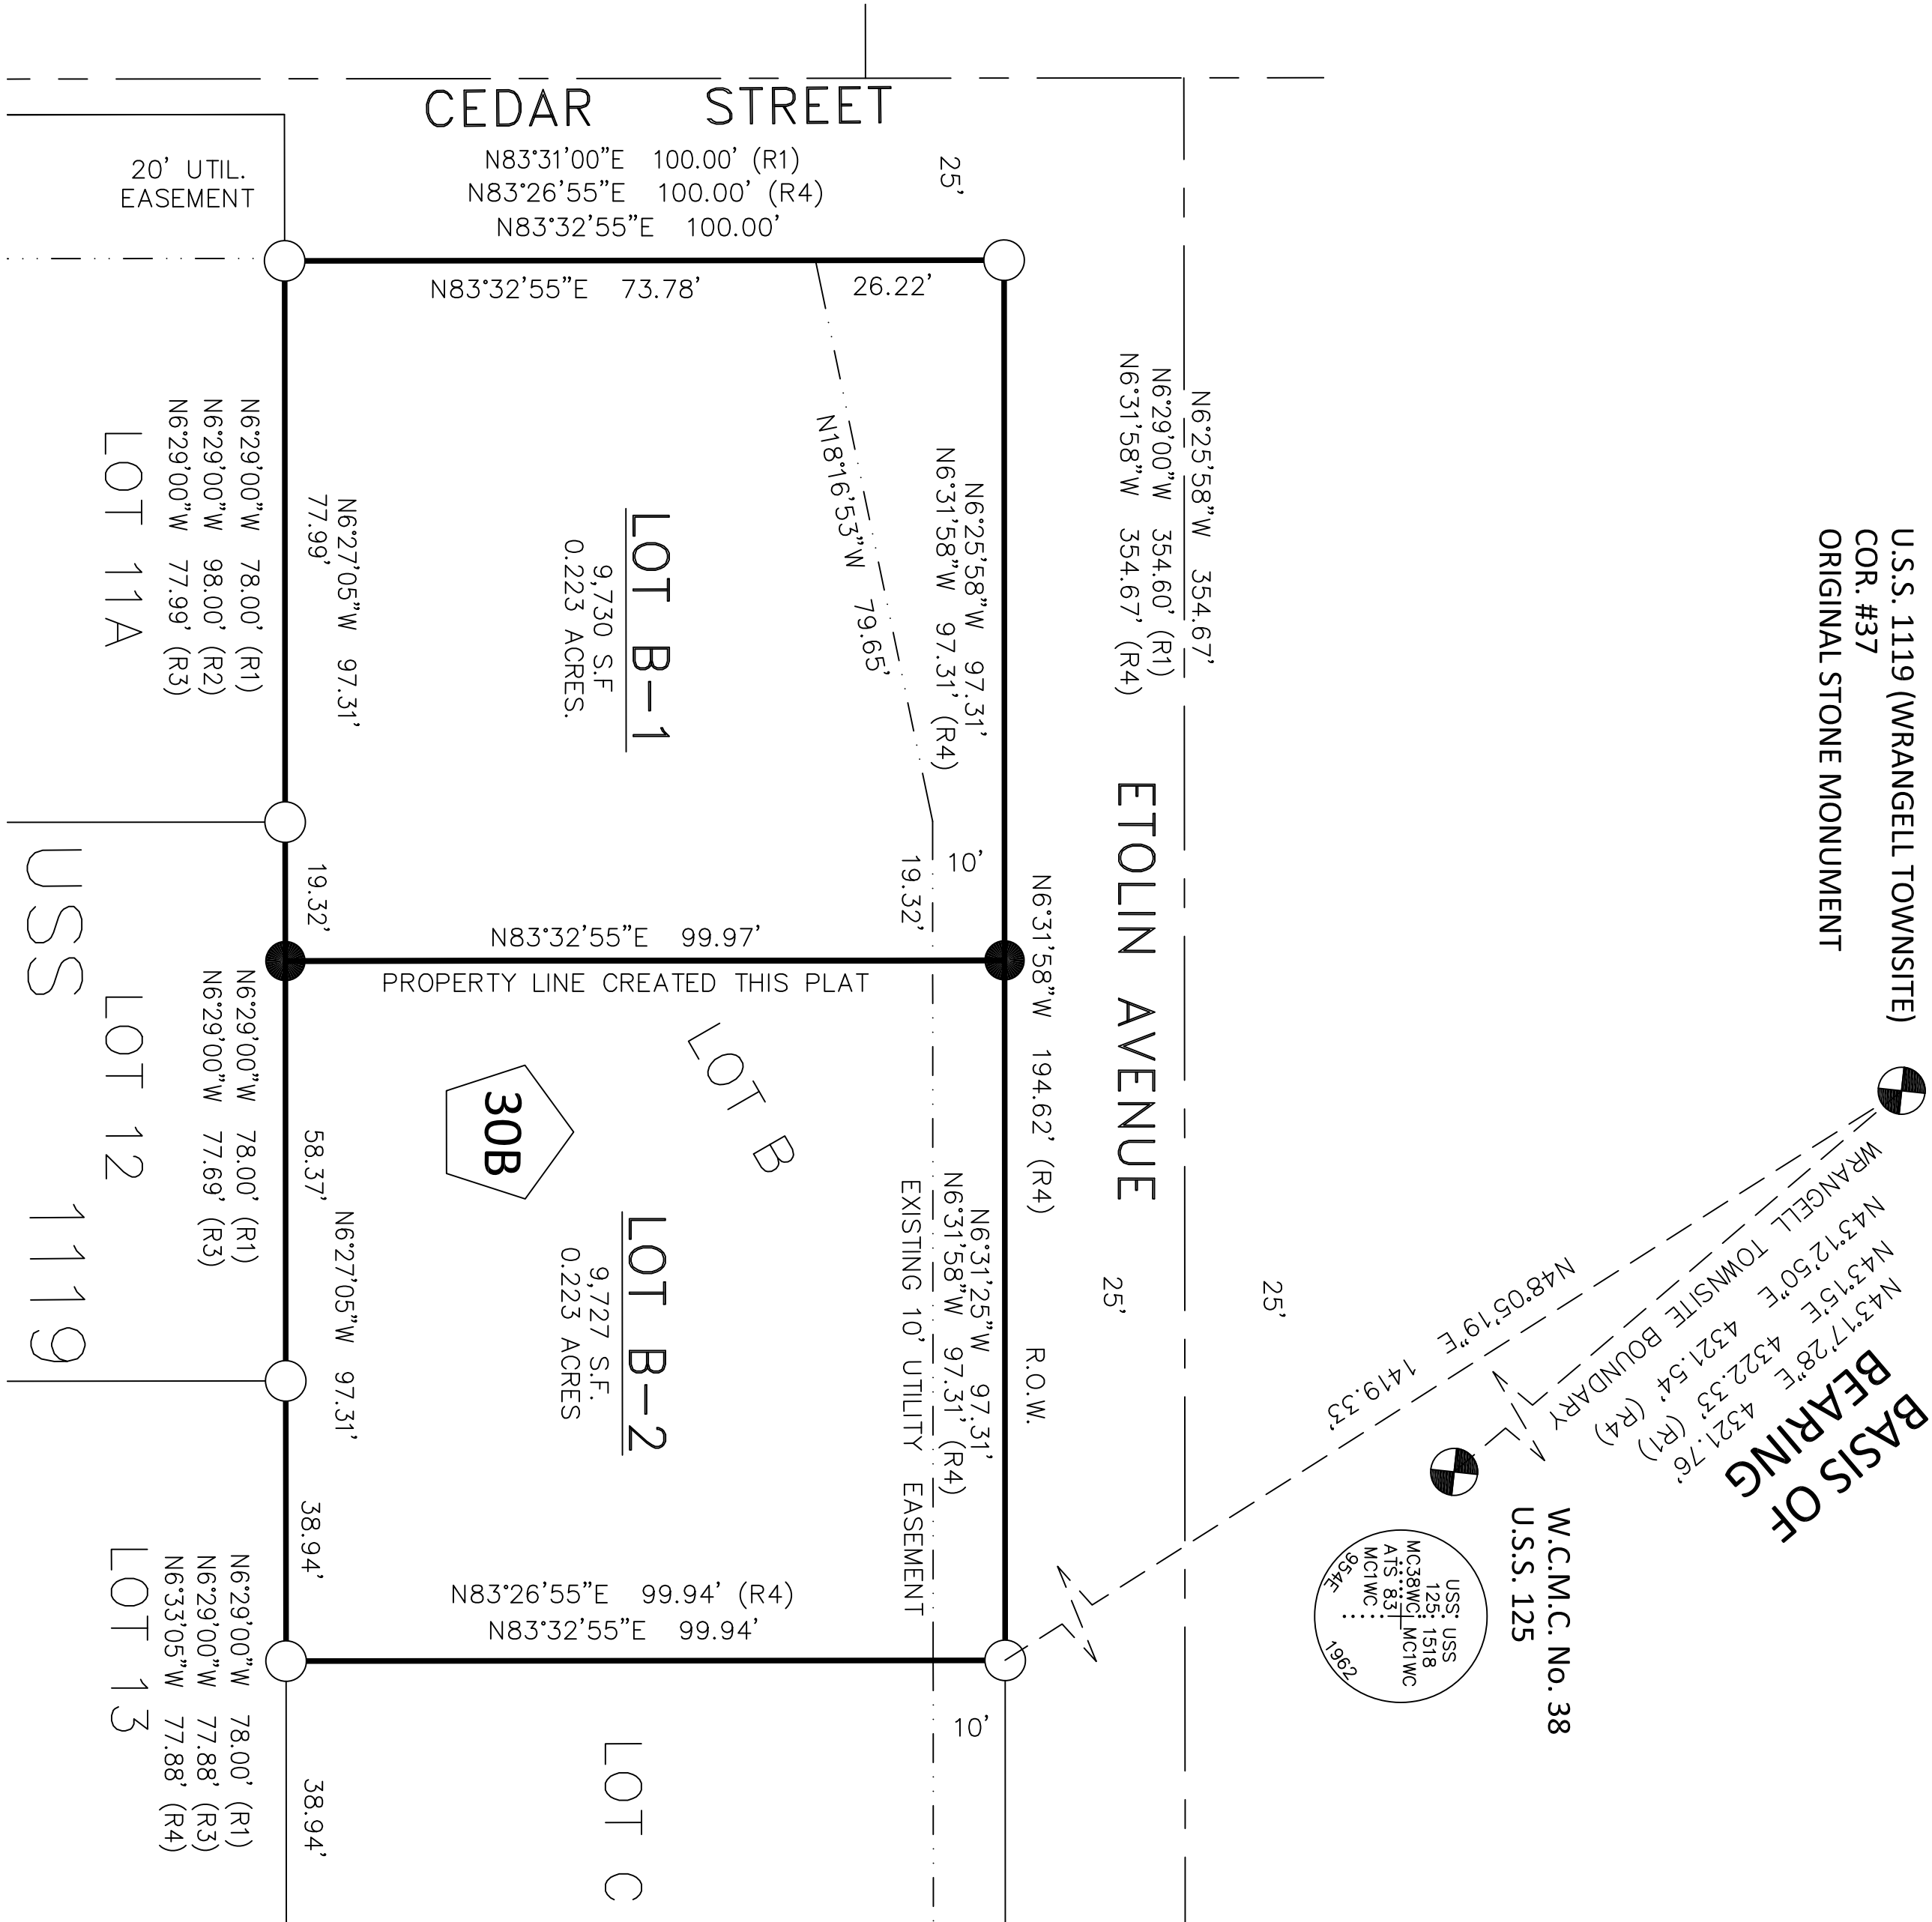 CEDAR STREET
N83°31'00"E 100.00' (R1)
N83°26'55"E 100.00' (R4)
N83°32'55"E 100.00'
25'
20' UTIL.
EASEMENT
N83°32'55"E 73.78'
26.22'
N18°16'53"W 79.65'
N6°25'58"W 354.67'
N6°29'00"W 354.60' (R1)
N6°31'58"W 354.67' (R4)
ETOLIN AVENUE
N6°25'58"W 97.31'
N6°31'58"W 97.31' (R4)
LOT B-1
9,730 S.F
0.223 ACRES.
N6°27'05"W 97.31'
77.99'
N6°29'00"W 78.00' (R1)
N6°29'00"W 98.00' (R2)
N6°29'00"W 77.99' (R3)
LOT 11A
10'
19.32'
19.32'
N83°32'55"E 99.97'
PROPERTY LINE CREATED THIS PLAT
N6°31'58"W 194.62' (R4)
R.O.W.
25'
25'
LOT B
30B
N6°31'25"W 97.31'
N6°31'58"W 97.31' (R4)
EXISTING 10' UTILITY EASEMENT
LOT B-2
9,727 S.F.
0.223 ACRES
58.37'
N6°27'05"W 97.31'
38.94'
N6°29'00"W 78.00' (R1)
N6°29'00"W 77.69' (R3)
LOT 12
USS 1119
N83°26'55"E 99.94' (R4)
N83°32'55"E 99.94'
10'
N6°29'00"W 78.00' (R1)
N6°29'00"W 77.88' (R3)
N6°33'05"W 77.88' (R4)
LOT 13
38.94'
LOT C
U.S.S. 1119 (WRANGELL TOWNSITE)
COR. #37
ORIGINAL STONE MONUMENT
WRANGELL TOWNSITE BOUNDARY
N43°12'50"E 4321.54' (R4)
N43°15'E 4322.33' (R1)
N43°17'28"E 4321.76'
BASIS OF
BEARING
N48°05'19"E 1419.33'
W.C.M.C. No. 38
U.S.S. 125
USS USS
125 1518
MC38WC MC1WC
ATS 83
MC1WC
954E
1962